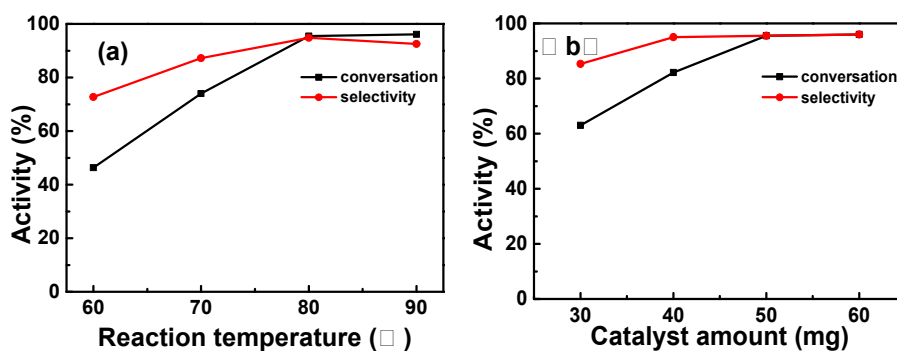 (a)
conversation
selectivity
Activity (%)
100
80
60
40
20
0
60
70
80
90
Reaction temperature (□ )
□ b□
conversation
selectivity
Activity (%)
100
80
60
40
20
0
30
40
50
60
Catalyst amount (mg)